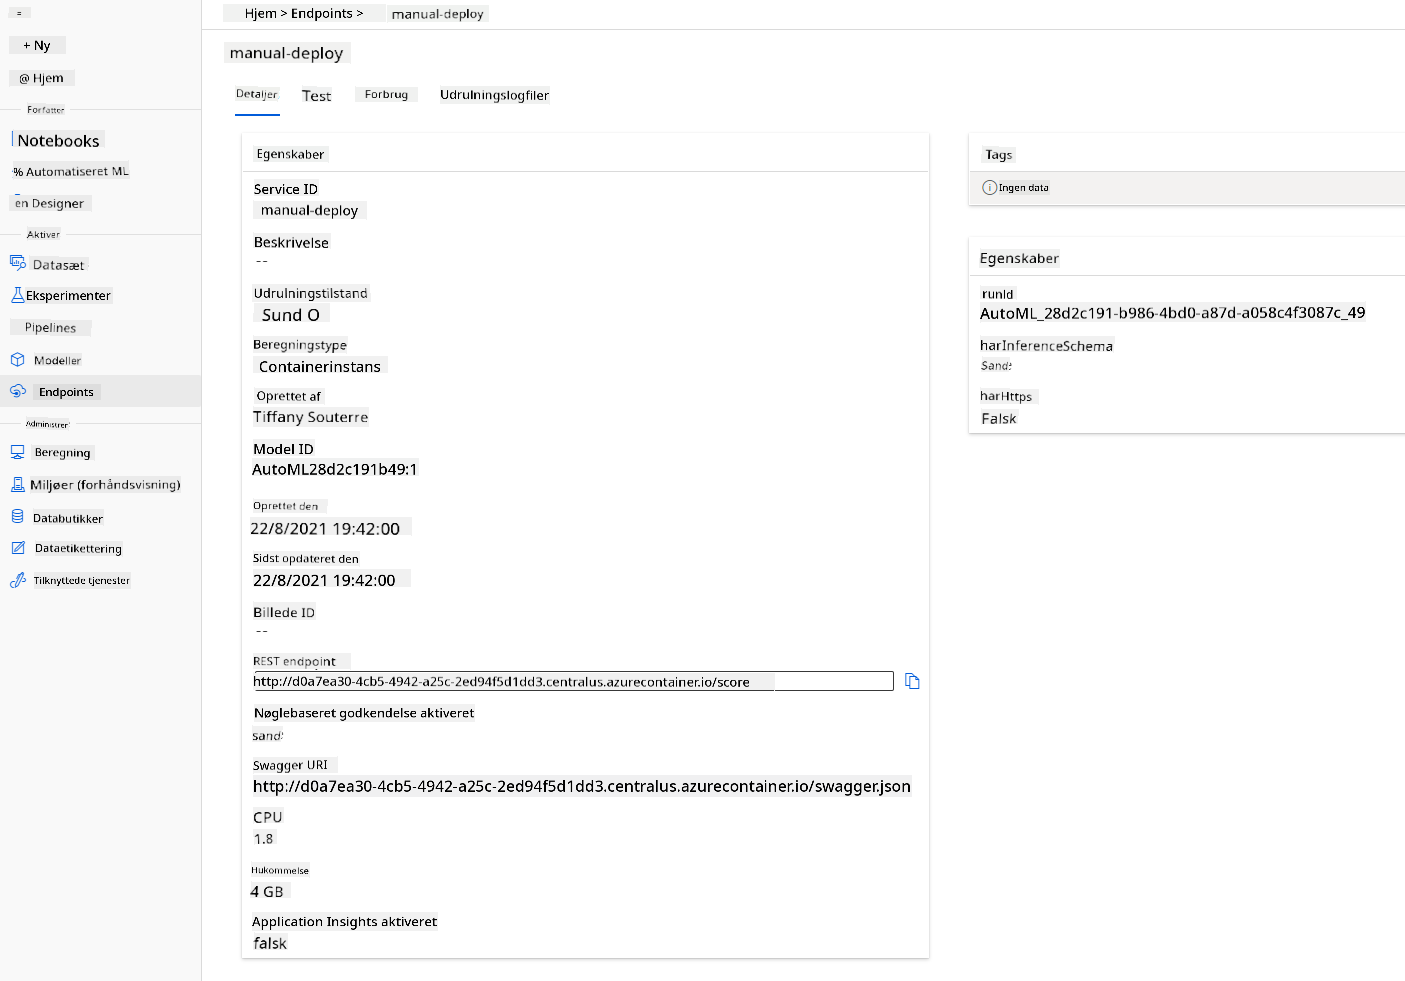 + Ny
@ Hjem
Forfatter
Notebooks
% Automatiseret ML
en Designer
Aktiver
Datasæt
Eksperimenter
Pipelines
Modeller
Endpoints
Administrer
Beregning
Miljøer (forhåndsvisning)
Databutikker
Dataetikettering
Tilknyttede tjenester
Hjem > Endpoints > manual-deploy
manual-deploy
Detaljer Test Forbrug Udrulningslogfiler
Egenskaber
Service ID
manual-deploy
Beskrivelse
--
Udrulningstilstand
Sund O
Beregningstype
Containerinstans
Oprettet af
Tiffany Souterre
Model ID
AutoML28d2c191b49:1
Oprettet den
22/8/2021 19:42:00
Sidst opdateret den
22/8/2021 19:42:00
Billede ID
--
REST endpoint
http://d0a7ea30-4cb5-4942-a25c-2ed94f5d1dd3.centralus.azurecontainer.io/score
Nøglebaseret godkendelse aktiveret
sand
Swagger URI
http://d0a7ea30-4cb5-4942-a25c-2ed94f5d1dd3.centralus.azurecontainer.io/swagger.json
CPU
1.8
Hukommelse
4 GB
Application Insights aktiveret
falsk
Tags
Ingen data
Egenskaber
runId
AutoML_28d2c191-b986-4bd0-a87d-a058c4f3087c_49
harInferenceSchema
Sand
harHttps
Falsk